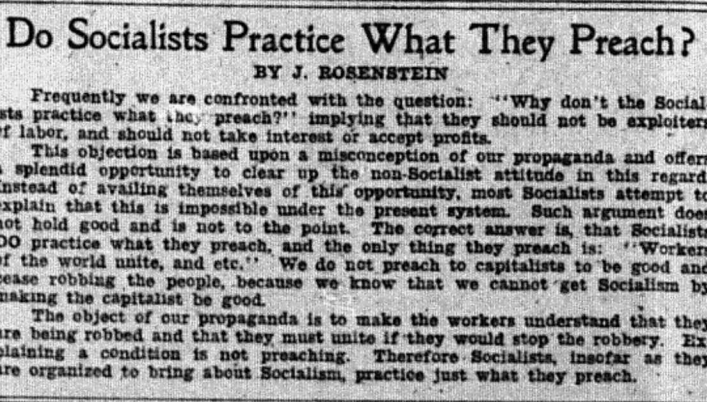 Do Socialists Practice What They Preach?
BY J. ROSENSTEIN
Frequently we are confronted with the question: "Why don't the Social-
sts practice what they preach?" implying that they should not be exploiters
of labor, and should not take interest or accept profits.
This objection is based upon a misconception of our propaganda and offers
a splendid opportunity to clear up the non-Socialist attitude in this regard.
Instead of availing themselves of this opportunity, most Socialists attempt to
explain that this is impossible under the present system. Such argument does
not hold good and is not to the point. The correct answer is, that Socialists
DO practice what they preach, and the only thing they preach is: "Workers
of the world unite, and etc." We do not preach to capitalists to be good and
cease robbing the people, because we know that we cannot get Socialism by
making the capitalist be good.
The object of our propaganda is to make the workers understand that they
are being robbed and that they must unite if they would stop the robbery. Ex-
plaining a condition is not preaching. Therefore Socialists, insofar as they
are organized to bring about Socialism, practice just what they preach.